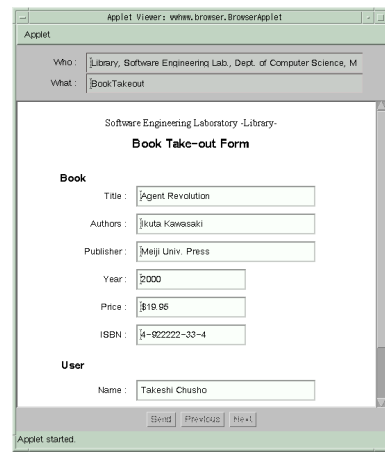 Applet Viewer: wwhww.browser.BrowserApplet
Applet
Who : Library, Software Engineering Lab., Dept. of Computer Science, M
What : BookTakeout
Software Engineering Laboratory -Library-
Book Take-out Form
Book
Title : Agent Revolution
Authors : Ikuta Kawasaki
Publisher : Meiji Univ. Press
Year : 2000
Price : $19.95
ISBN : 4-922222-33-4
User
Name : Takeshi Chusho
Send Previous Next
Applet started.